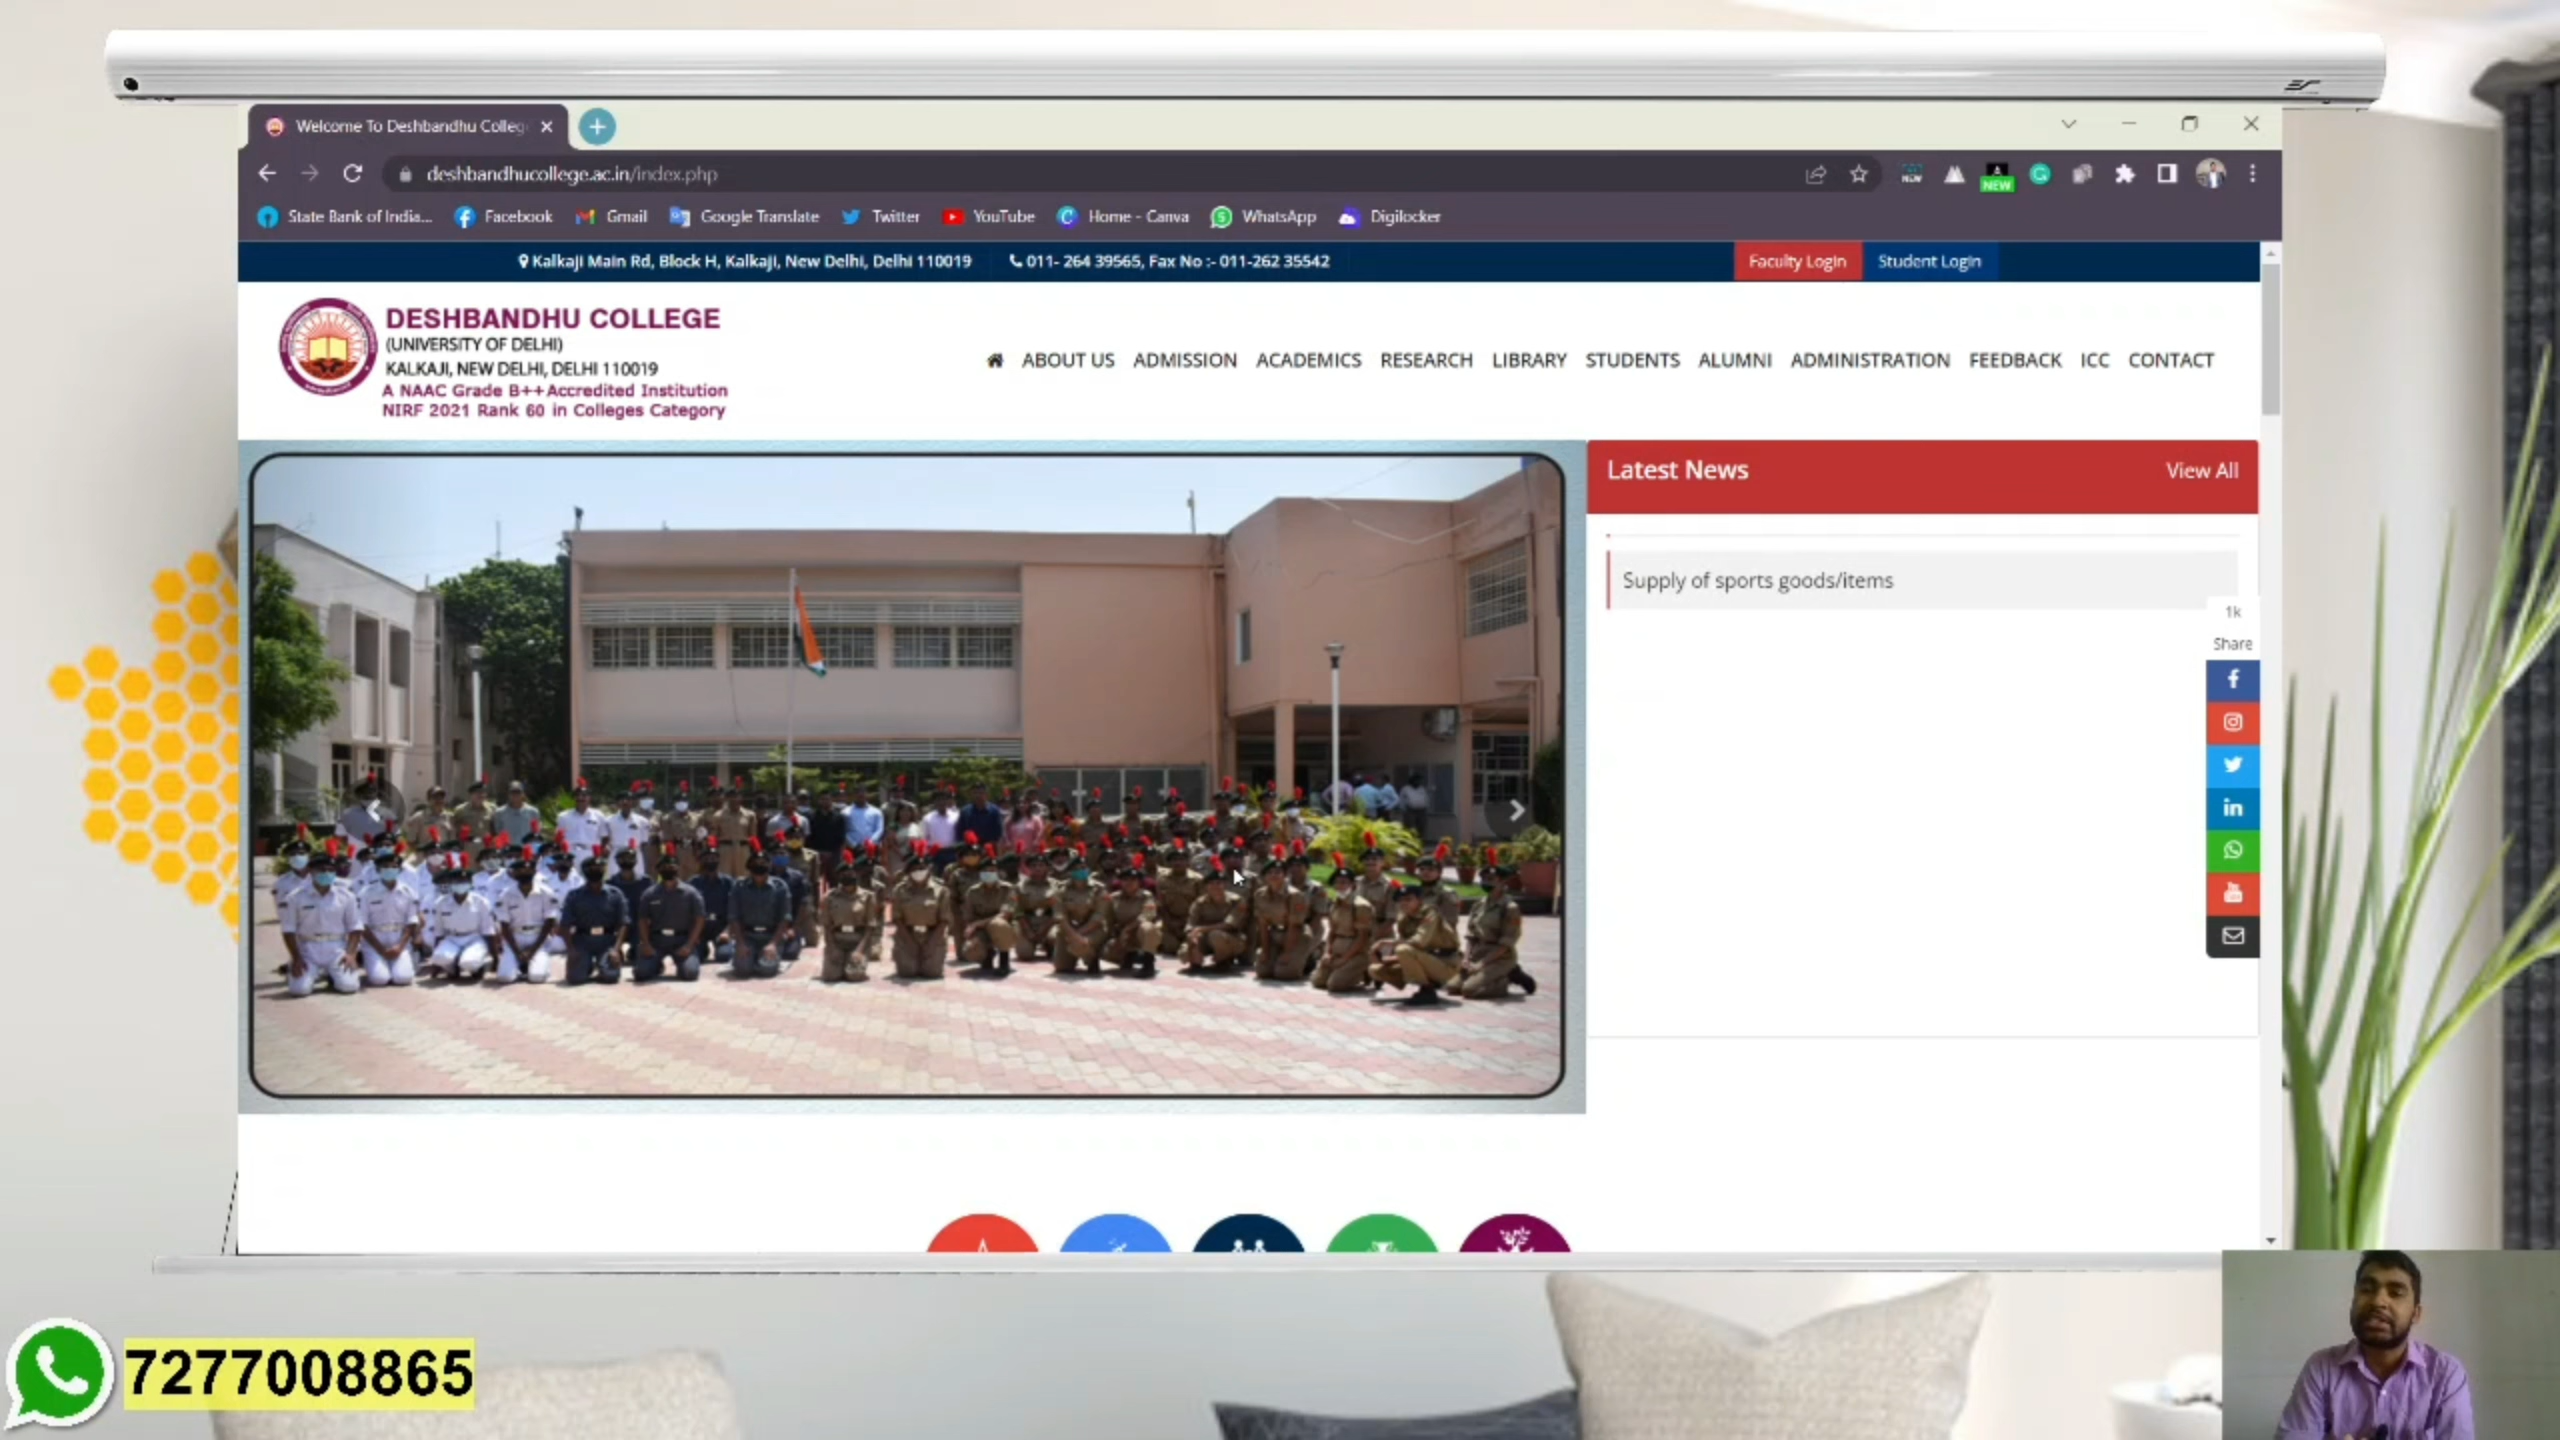 Welcome To Deshbandhu Colleg
deshbandhucollege.ac.in/index.php
NEW
NEW
State Bank of India...
Facebook
Gmail
Google Translate
Twitter
YouTube
Home - Canva
WhatsApp
Digilocker
Kalkaji Main Rd, Block H, Kalkaji, New Delhi, Delhi 110019
011- 264 39565, Fax No :- 011-262 35542
Faculty Login
Student Login
DESHBANDHU COLLEGE
(UNIVERSITY OF DELHI)
KALKAJI, NEW DELHI, DELHI 110019
A NAAC Grade B++ Accredited Institution
NIRF 2021 Rank 60 in Colleges Category
ABOUT US
ADMISSION
ACADEMICS
RESEARCH
LIBRARY
STUDENTS
ALUMNI
ADMINISTRATION
FEEDBACK
ICC
CONTACT
Latest News
View All
Supply of sports goods/items
1k
Share
7277008865